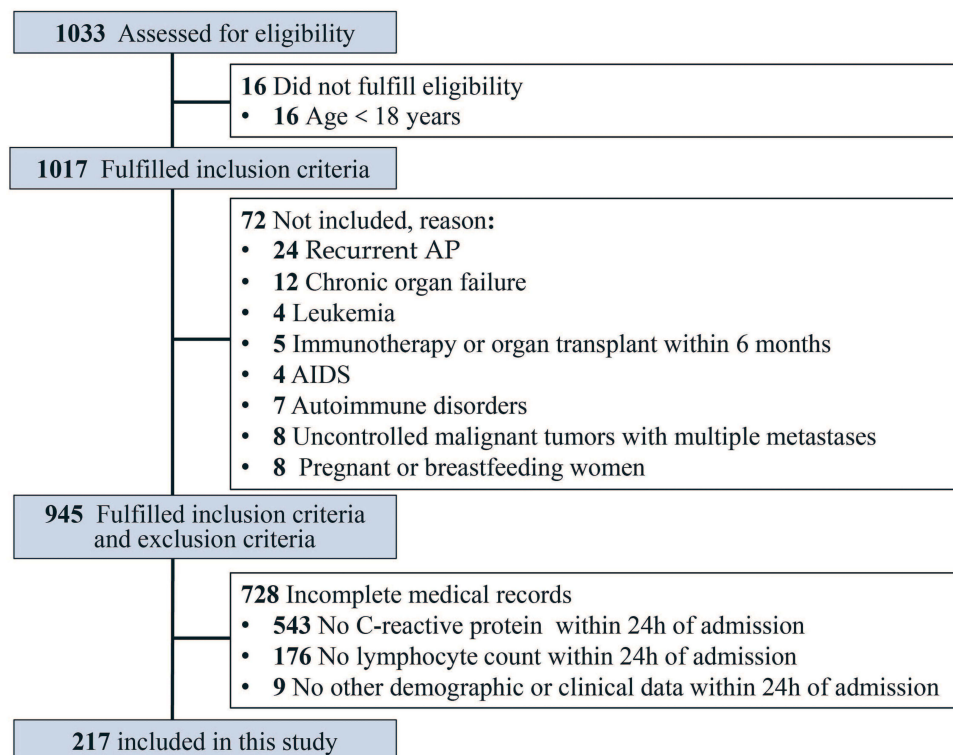 1033 Assessed for eligibility
16 Did not fulfill eligibility
• 16 Age < 18 years
1017 Fulfilled inclusion criteria
72 Not included, reason:
• 24 Recurrent AP
• 12 Chronic organ failure
• 4 Leukemia
• 5 Immunotherapy or organ transplant within 6 months
• 4 AIDS
• 7 Autoimmune disorders
• 8 Uncontrolled malignant tumors with multiple metastases
• 8 Pregnant or breastfeeding women
945 Fulfilled inclusion criteria
and exclusion criteria
728 Incomplete medical records
• 543 No C-reactive protein within 24h of admission
• 176 No lymphocyte count within 24h of admission
• 9 No other demographic or clinical data within 24h of admission
217 included in this study